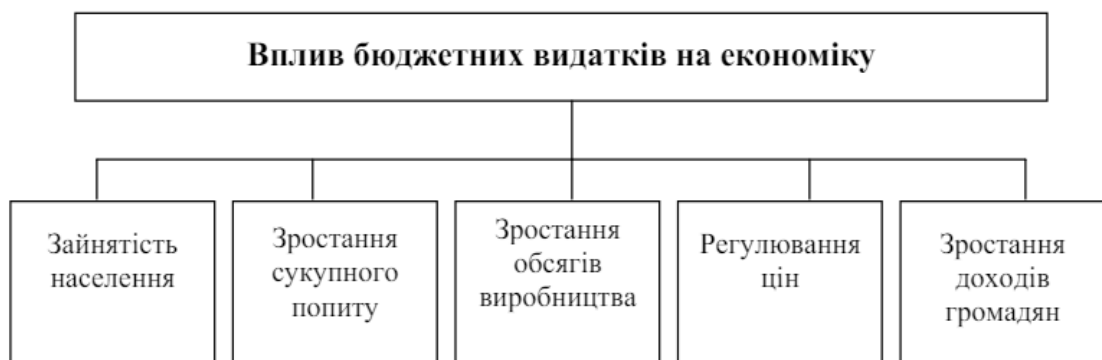 Вплив бюджетних видатків на економіку
Зайнятість
населення
Зростання
сукупного
попиту
Зростання
обсягів
виробництва
Регулювання
цін
Зростання
доходів
громадян